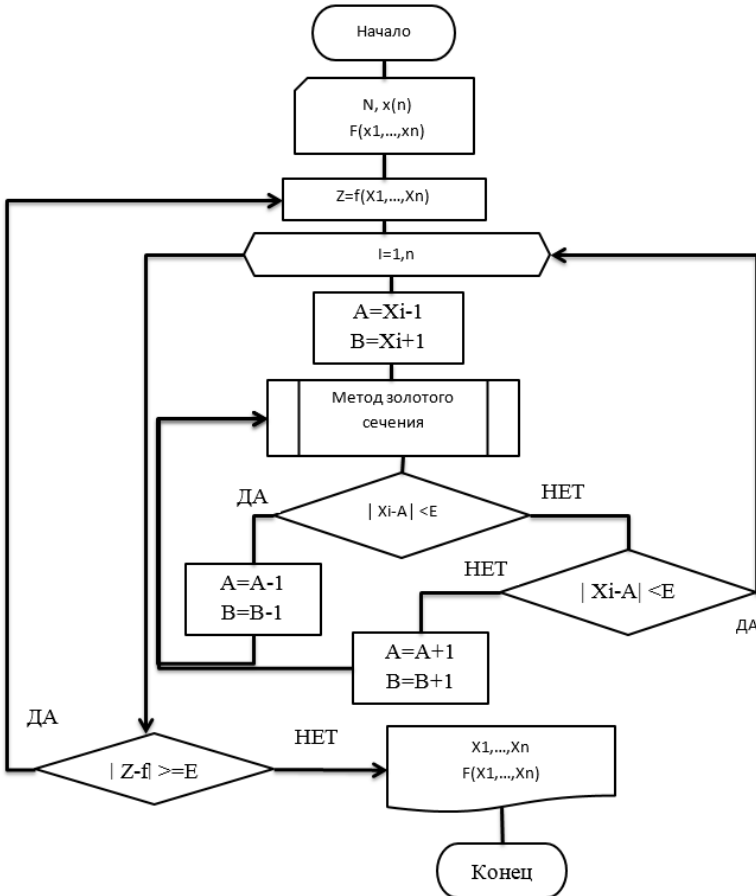 Начало
N, x(n)
F(x1,...,xn)
Z=f(X1,...,Xn)
I=1,n
A=Xi-1
B=Xi+1
Метод золотого
сечения
ДА
| Xi-A| <E
НЕТ
A=A-1
B=B-1
НЕТ
| Xi-A| <E
ДА
A=A+1
B=B+1
ДА
| Z-f| >=E
НЕТ
X1,...,Xn
F(X1,...,Xn)
Конец